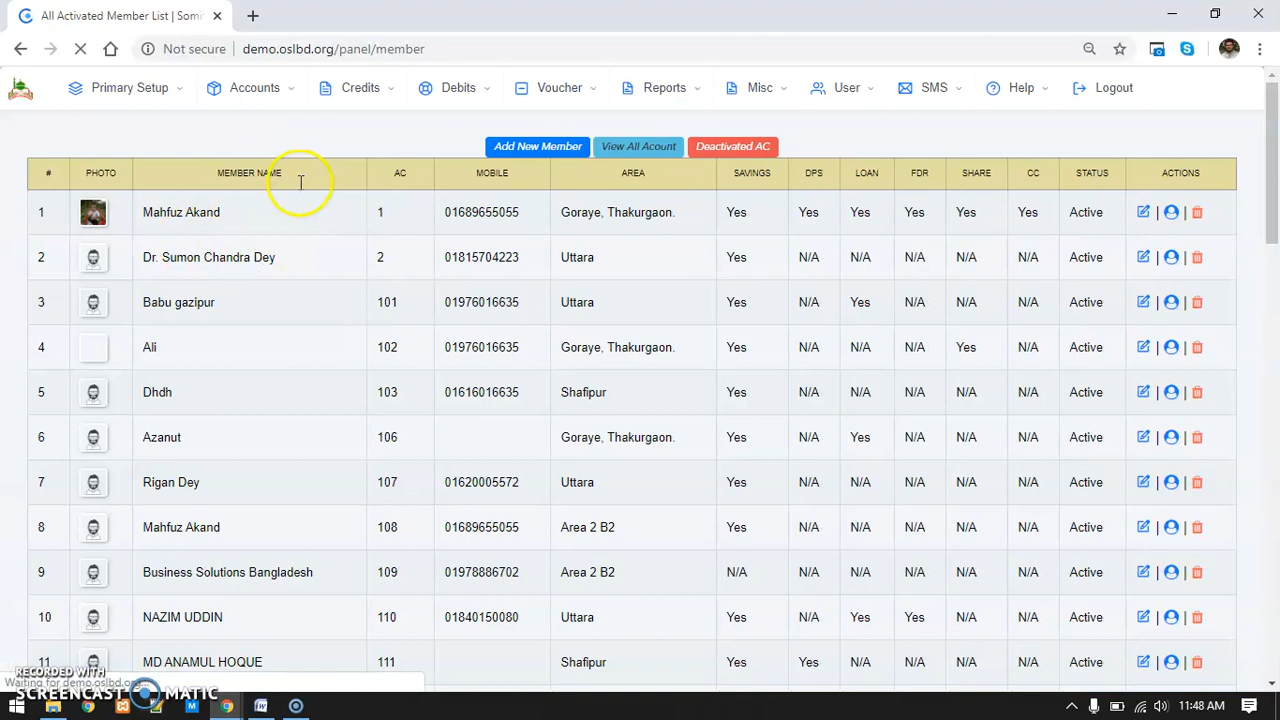 All Activated Member List | Som
Not secure | demo.oslbd.org/panel/member
Primary Setup Accounts Credits Debits Voucher Reports Misc User SMS Help Logout
Add New Member View All Acount Deactivated AC
# PHOTO MEMBER NAME AC MOBILE AREA SAVINGS DPS LOAN FDR SHARE CC STATUS ACTIONS
1 Mahfuz Akand 1 01689655055 Goraye, Thakurgaon. Yes Yes Yes Yes Yes Yes Active | |
2 Dr. Sumon Chandra Dey 2 01815704223 Uttara Yes N/A N/A N/A N/A N/A Active | |
3 Babu gazipur 101 01976016635 Uttara Yes N/A Yes N/A N/A N/A Active | |
4 Ali 102 01976016635 Goraye, Thakurgaon. Yes N/A N/A N/A Yes N/A Active | |
5 Dhdh 103 01616016635 Shafipur Yes N/A N/A N/A N/A N/A Active | |
6 Azanut 106 Goraye, Thakurgaon. Yes N/A Yes N/A N/A N/A Active | |
7 Rigan Dey 107 01620005572 Uttara Yes N/A N/A N/A N/A N/A Active | |
8 Mahfuz Akand 108 01689655055 Area 2 B2 Yes N/A N/A N/A N/A N/A Active | |
9 Business Solutions Bangladesh 109 01978886702 Area 2 B2 N/A N/A N/A N/A N/A N/A Active | |
10 NAZIM UDDIN 110 01840150080 Uttara Yes N/A Yes Yes N/A N/A Active | |
11 MD ANAMUL HOQUE 111 Shafipur Yes Yes N/A N/A N/A N/A Active | |
RECORDED WITH
Waiting for demo.oslbd.org...
SCREENCAST MATIC
11:48 AM